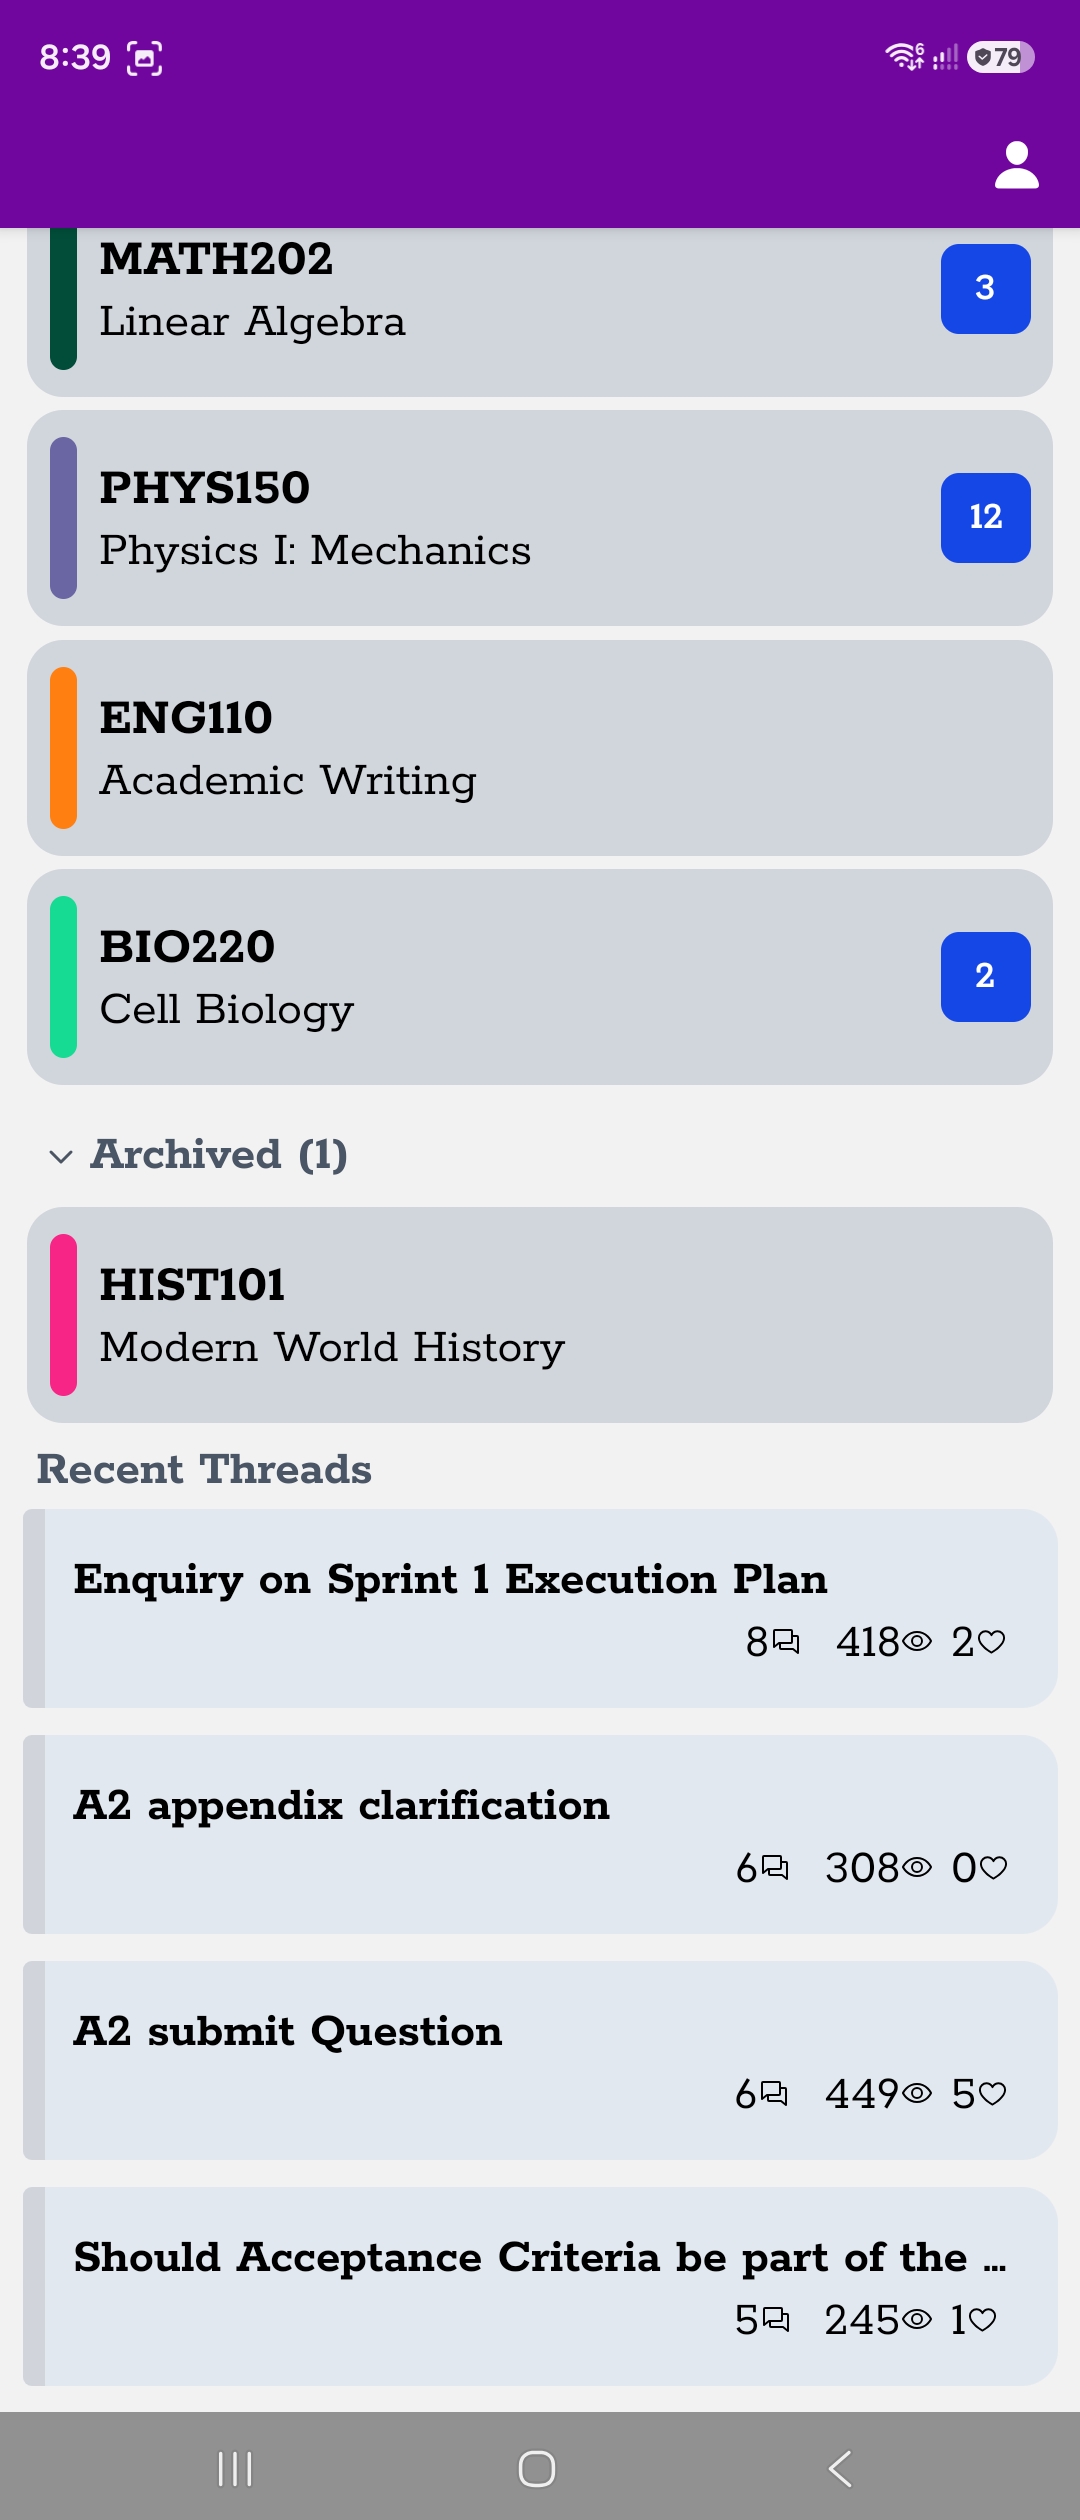 8:39
6
79
MATH202
3
Linear Algebra
PHYS150
12
Physics I: Mechanics
ENG110
Academic Writing
BIO220
2
Cell Biology
Archived (1)
HIST101
Modern World History
Recent Threads
Enquiry on Sprint 1 Execution Plan
8 418 2
A2 appendix clarification
6 308 0
A2 submit Question
6 449 5
Should Acceptance Criteria be part of the ...
5 245 1